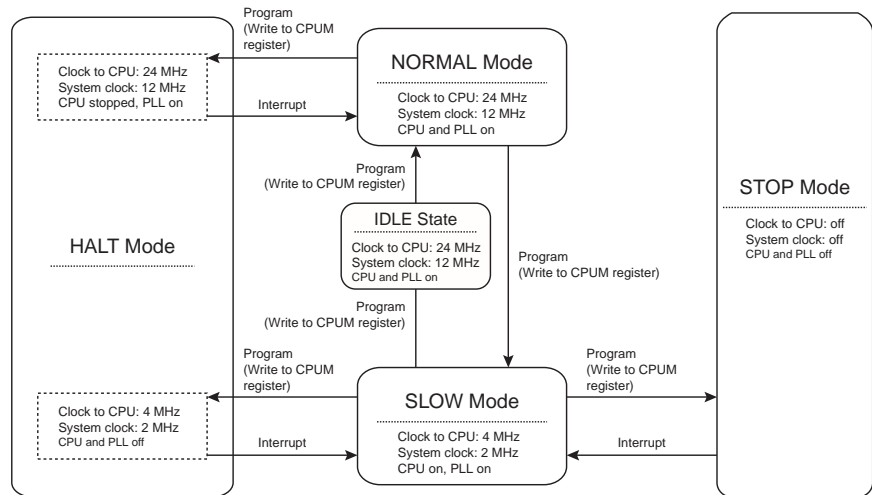 Program
(Write to CPUM
register)
Clock to CPU: 24 MHz
System clock: 12 MHz
CPU stopped, PLL on
Interrupt
NORMAL Mode
Clock to CPU: 24 MHz
System clock: 12 MHz
CPU and PLL on
Program
(Write to CPUM register)
IDLE State
Clock to CPU: 24 MHz
System clock: 12 MHz
CPU and PLL on
HALT Mode
Program
(Write to CPUM register)
Program
(Write to CPUM register)
STOP Mode
Clock to CPU: off
System clock: off
CPU and PLL off
Program
(Write to CPUM
register)
Clock to CPU: 4 MHz
System clock: 2 MHz
CPU and PLL off
Interrupt
SLOW Mode
Clock to CPU: 4 MHz
System clock: 2 MHz
CPU on, PLL on
Program
(Write to CPUM
register)
Interrupt